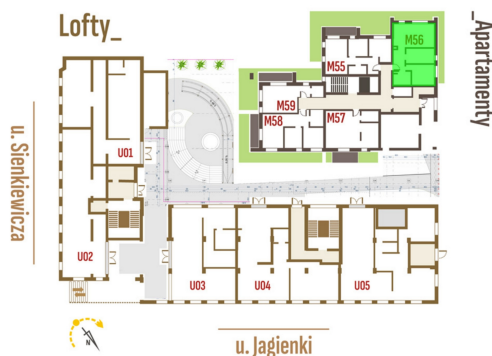 Lofty_
_Apartamenty
M56
M55
M59
M58
M57
U01
u. Sienkiewicza
U02
U03
U04
U05
N
u. Jagienki